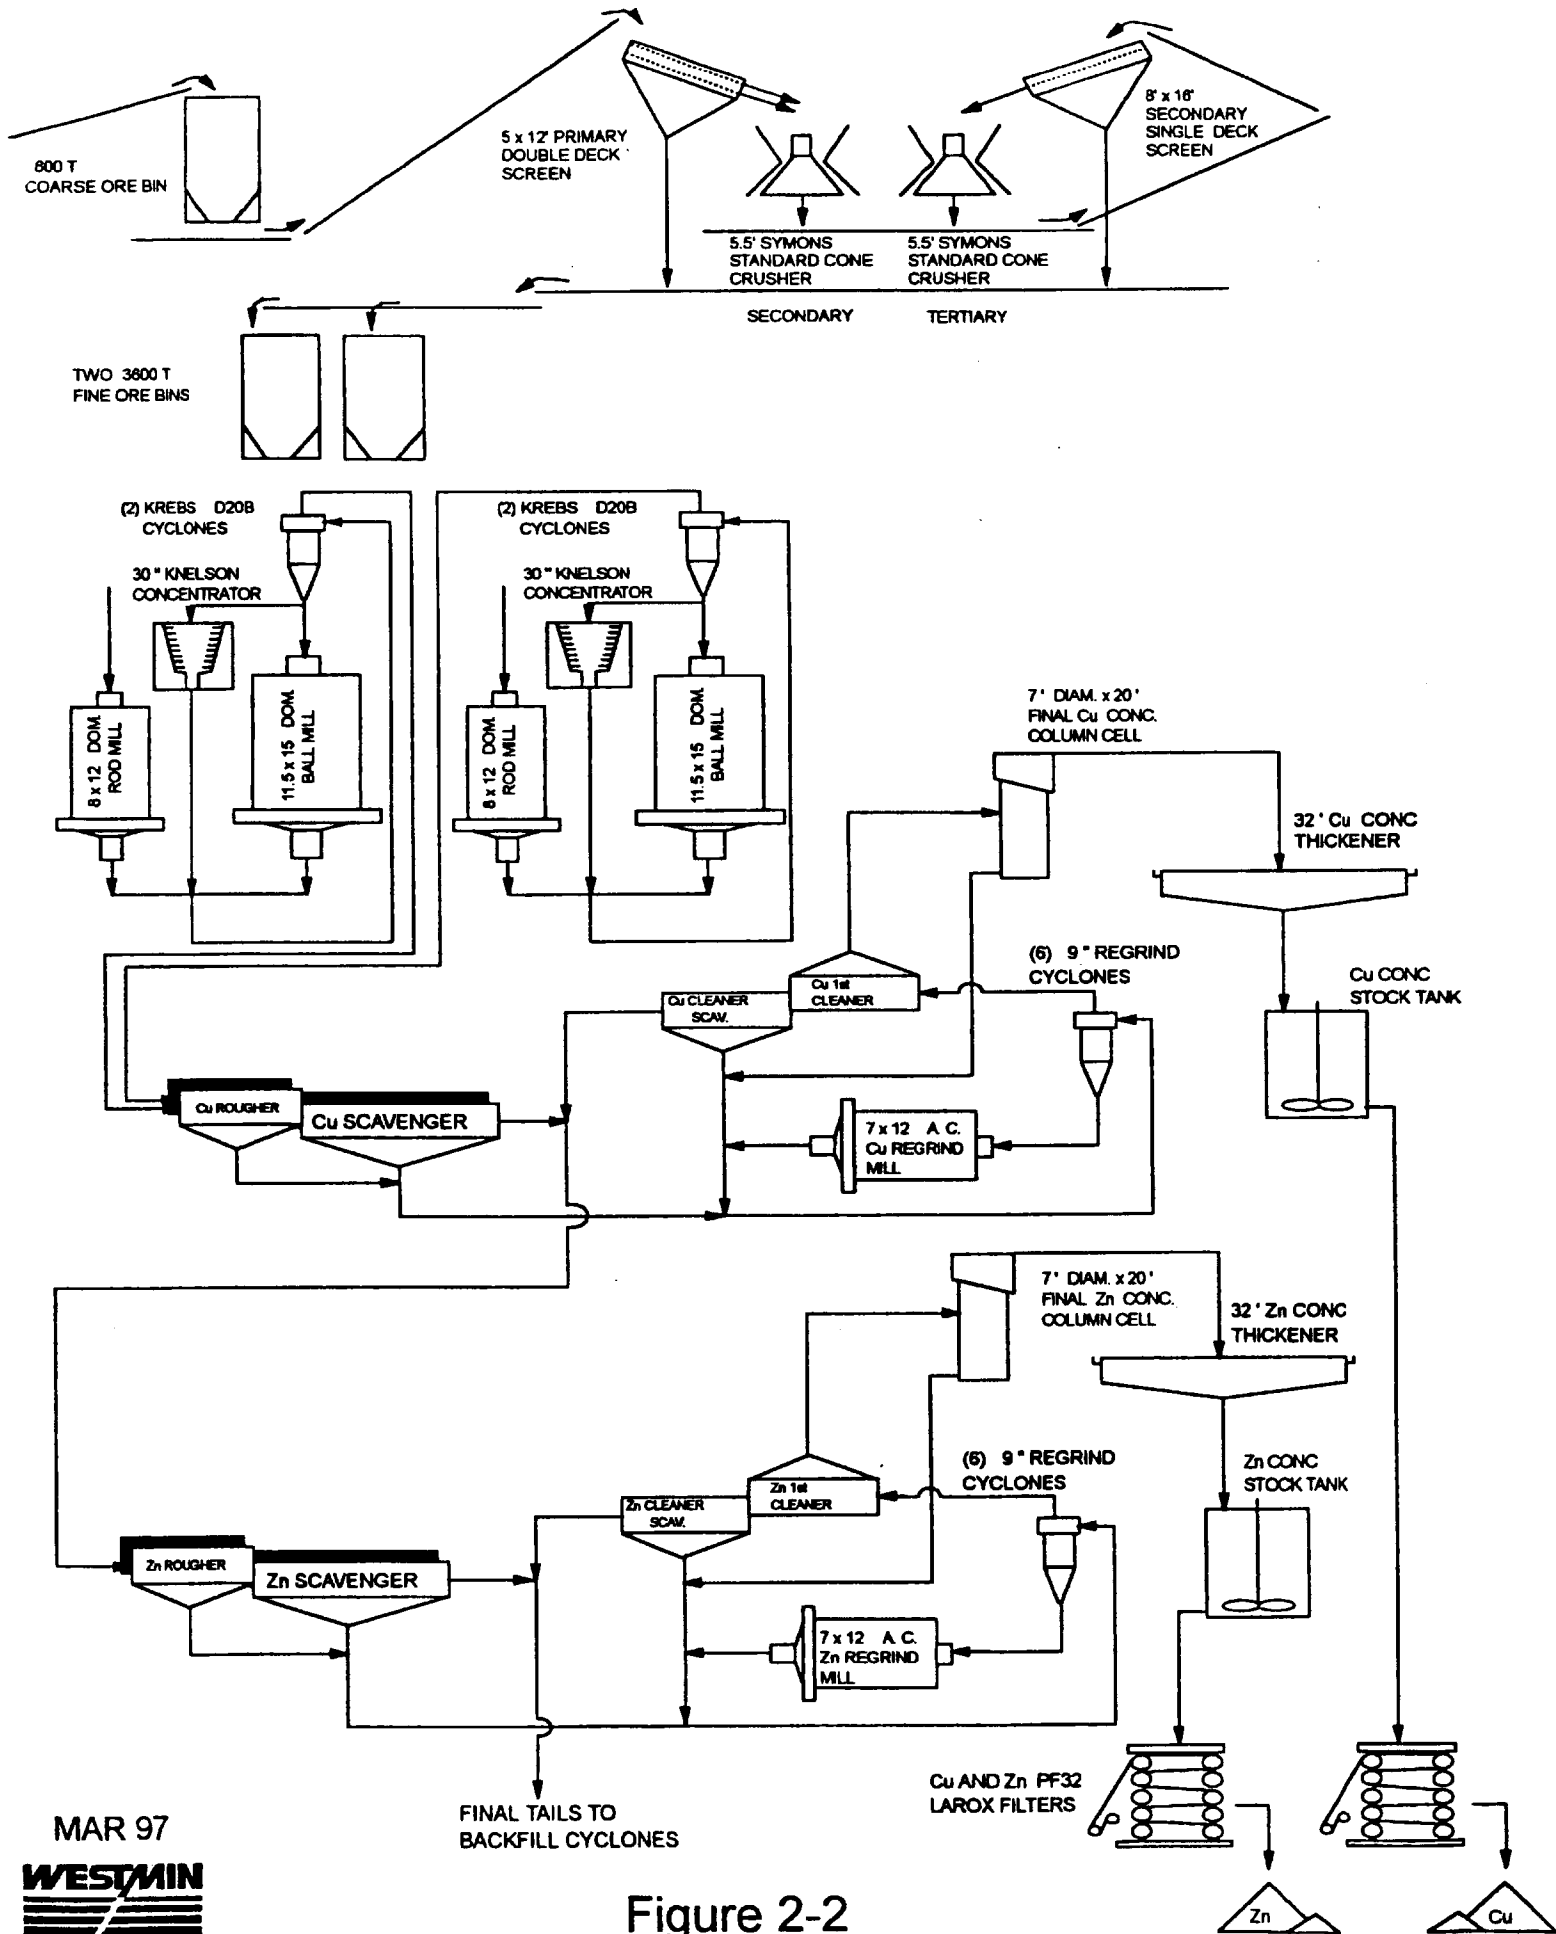 600 T
COARSE ORE BIN
5 x 12' PRIMARY
DOUBLE DECK
SCREEN
8' x 16'
SECONDARY
SINGLE DECK
SCREEN
5.5' SYMONS
STANDARD CONE
CRUSHER
5.5' SYMONS
STANDARD CONE
CRUSHER
SECONDARY
TERTIARY
TWO 3600 T
FINE ORE BINS
(2) KREBS D20B
CYCLONES
(2) KREBS D20B
CYCLONES
30" KNELSON
CONCENTRATOR
30" KNELSON
CONCENTRATOR
8 x 12 DOM.
ROD MILL
11.5 x 15 DOM.
BALL MILL
8 x 12 DOM.
ROD MILL
11.5 x 15 DOM.
BALL MILL
7' DIAM. x 20'
FINAL Cu CONC.
COLUMN CELL
32' Cu CONC
THICKENER
(6) 9" REGRIND
CYCLONES
Cu CONC
STOCK TANK
Cu 1st
CLEANER
Cu CLEANER
SCAV.
Cu ROUGHER
Cu SCAVENGER
7 x 12 A C.
Cu REGRIND
MILL
7' DIAM. x 20'
FINAL Zn CONC.
COLUMN CELL
32' Zn CONC
THICKENER
(6) 9" REGRIND
CYCLONES
Zn CONC
STOCK TANK
Zn 1st
CLEANER
Zn CLEANER
SCAV.
Zn ROUGHER
Zn SCAVENGER
7 x 12 A C.
Zn REGRIND
MILL
Cu AND Zn PF32
LAROX FILTERS
FINAL TAILS TO
BACKFILL CYCLONES
MAR 97
WESTMIN
Figure 2-2
Zn
Cu